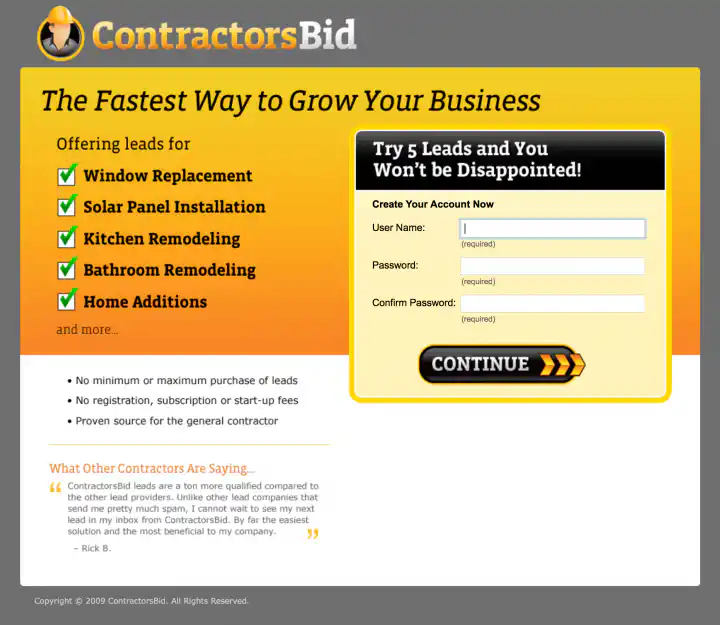 ContractorsBid
The Fastest Way to Grow Your Business
Offering leads for
Window Replacement
Solar Panel Installation
Kitchen Remodeling
Bathroom Remodeling
Home Additions
and more...
Try 5 Leads and You
Won't be Disappointed!
Create Your Account Now
User Name:
(required)
Password:
(required)
Confirm Password:
(required)
CONTINUE
• No minimum or maximum purchase of leads
• No registration, subscription or start-up fees
• Proven source for the general contractor
What Other Contractors Are Saying...
“ ContractorsBid leads are a ton more qualified compared to
the other lead providers. Unlike other lead companies that
send me pretty much spam, I cannot wait to see my next
lead in my inbox from ContractorsBid. By far the easiest
solution and the most beneficial to my company. ”
– Rick B.
Copyright © 2009 ContractorsBid. All Rights Reserved.